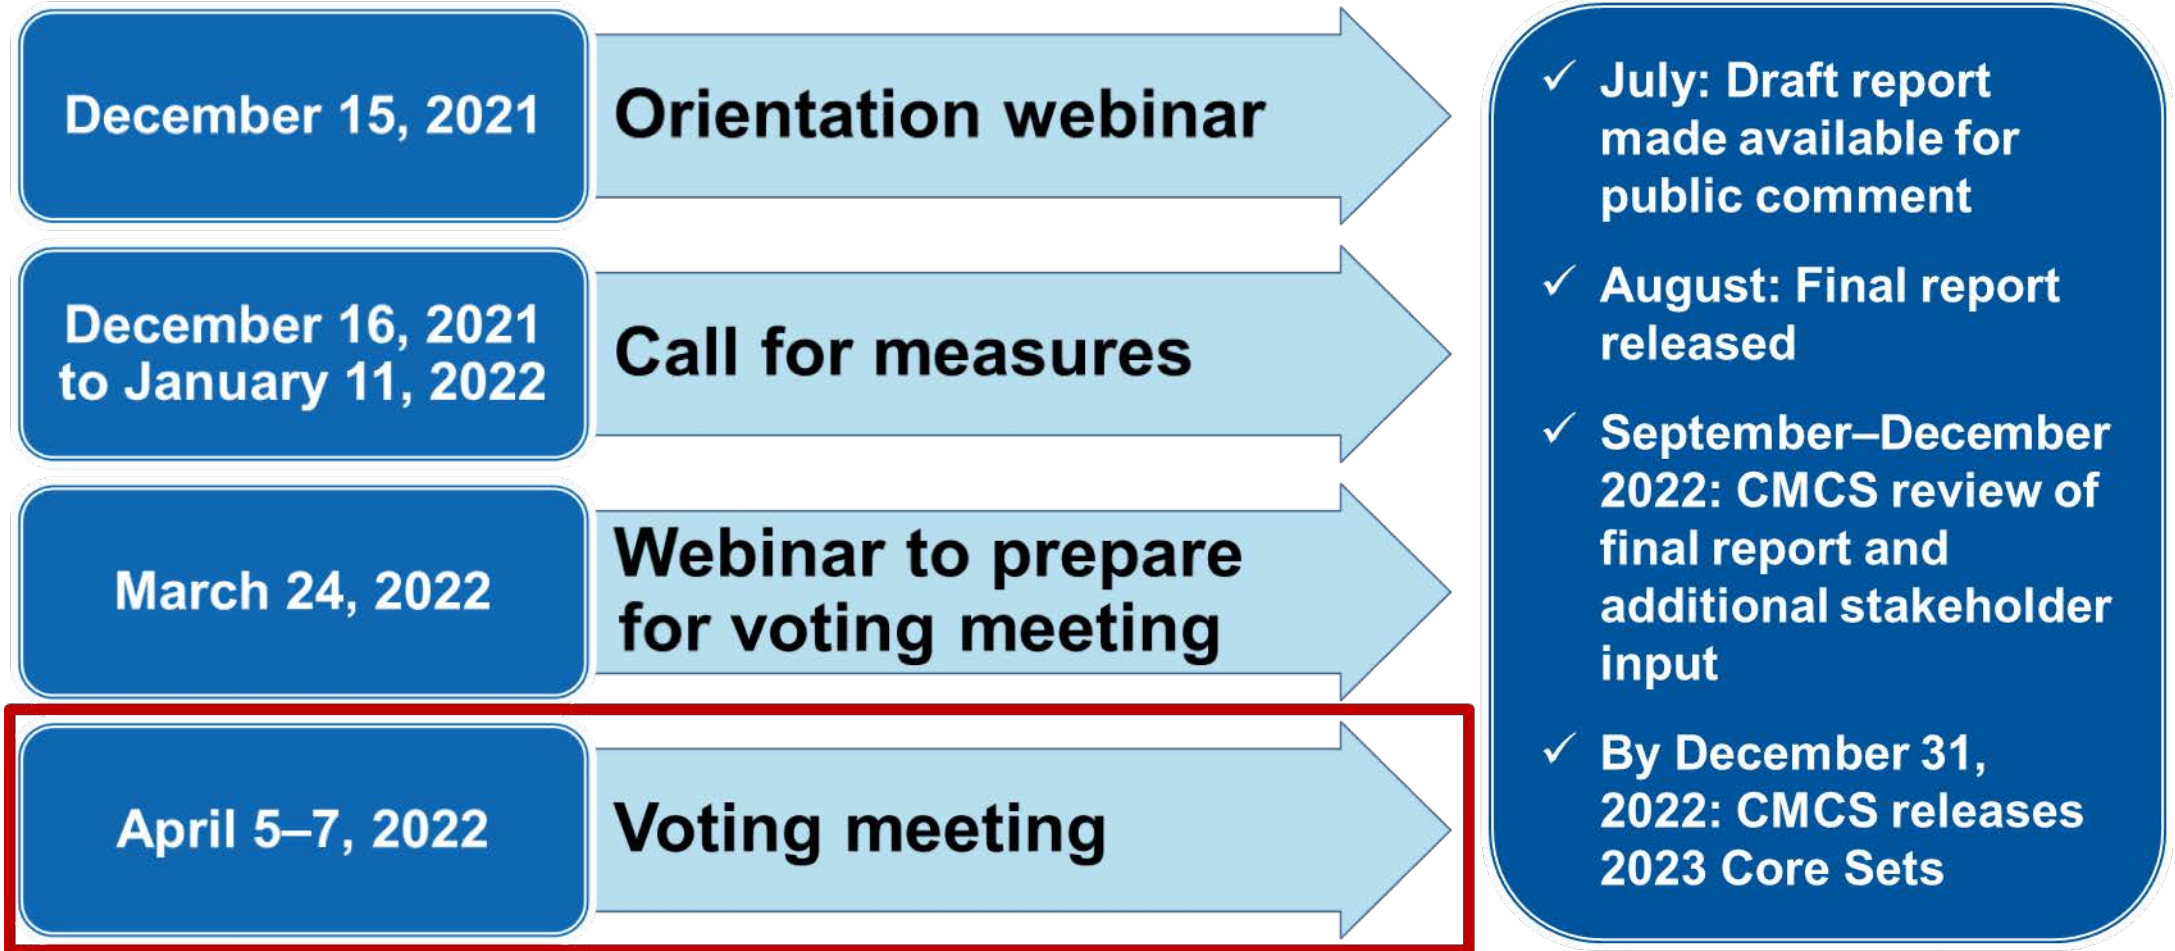 December 15, 2021
Orientation webinar
December 16, 2021
to January 11, 2022
Call for measures
March 24, 2022
Webinar to prepare
for voting meeting
April 5–7, 2022
Voting meeting
✓ July: Draft report
made available for
public comment
✓ August: Final report
released
✓ September–December
2022: CMCS review of
final report and
additional stakeholder
input
✓ By December 31,
2022: CMCS releases
2023 Core Sets